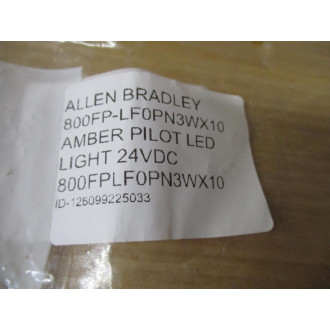 ALLEN BRADLEY
800FP-LF0PN3WX10
AMBER PILOT LED
LIGHT 24VDC
800FPLF0PN3WX10
ID-126099225033